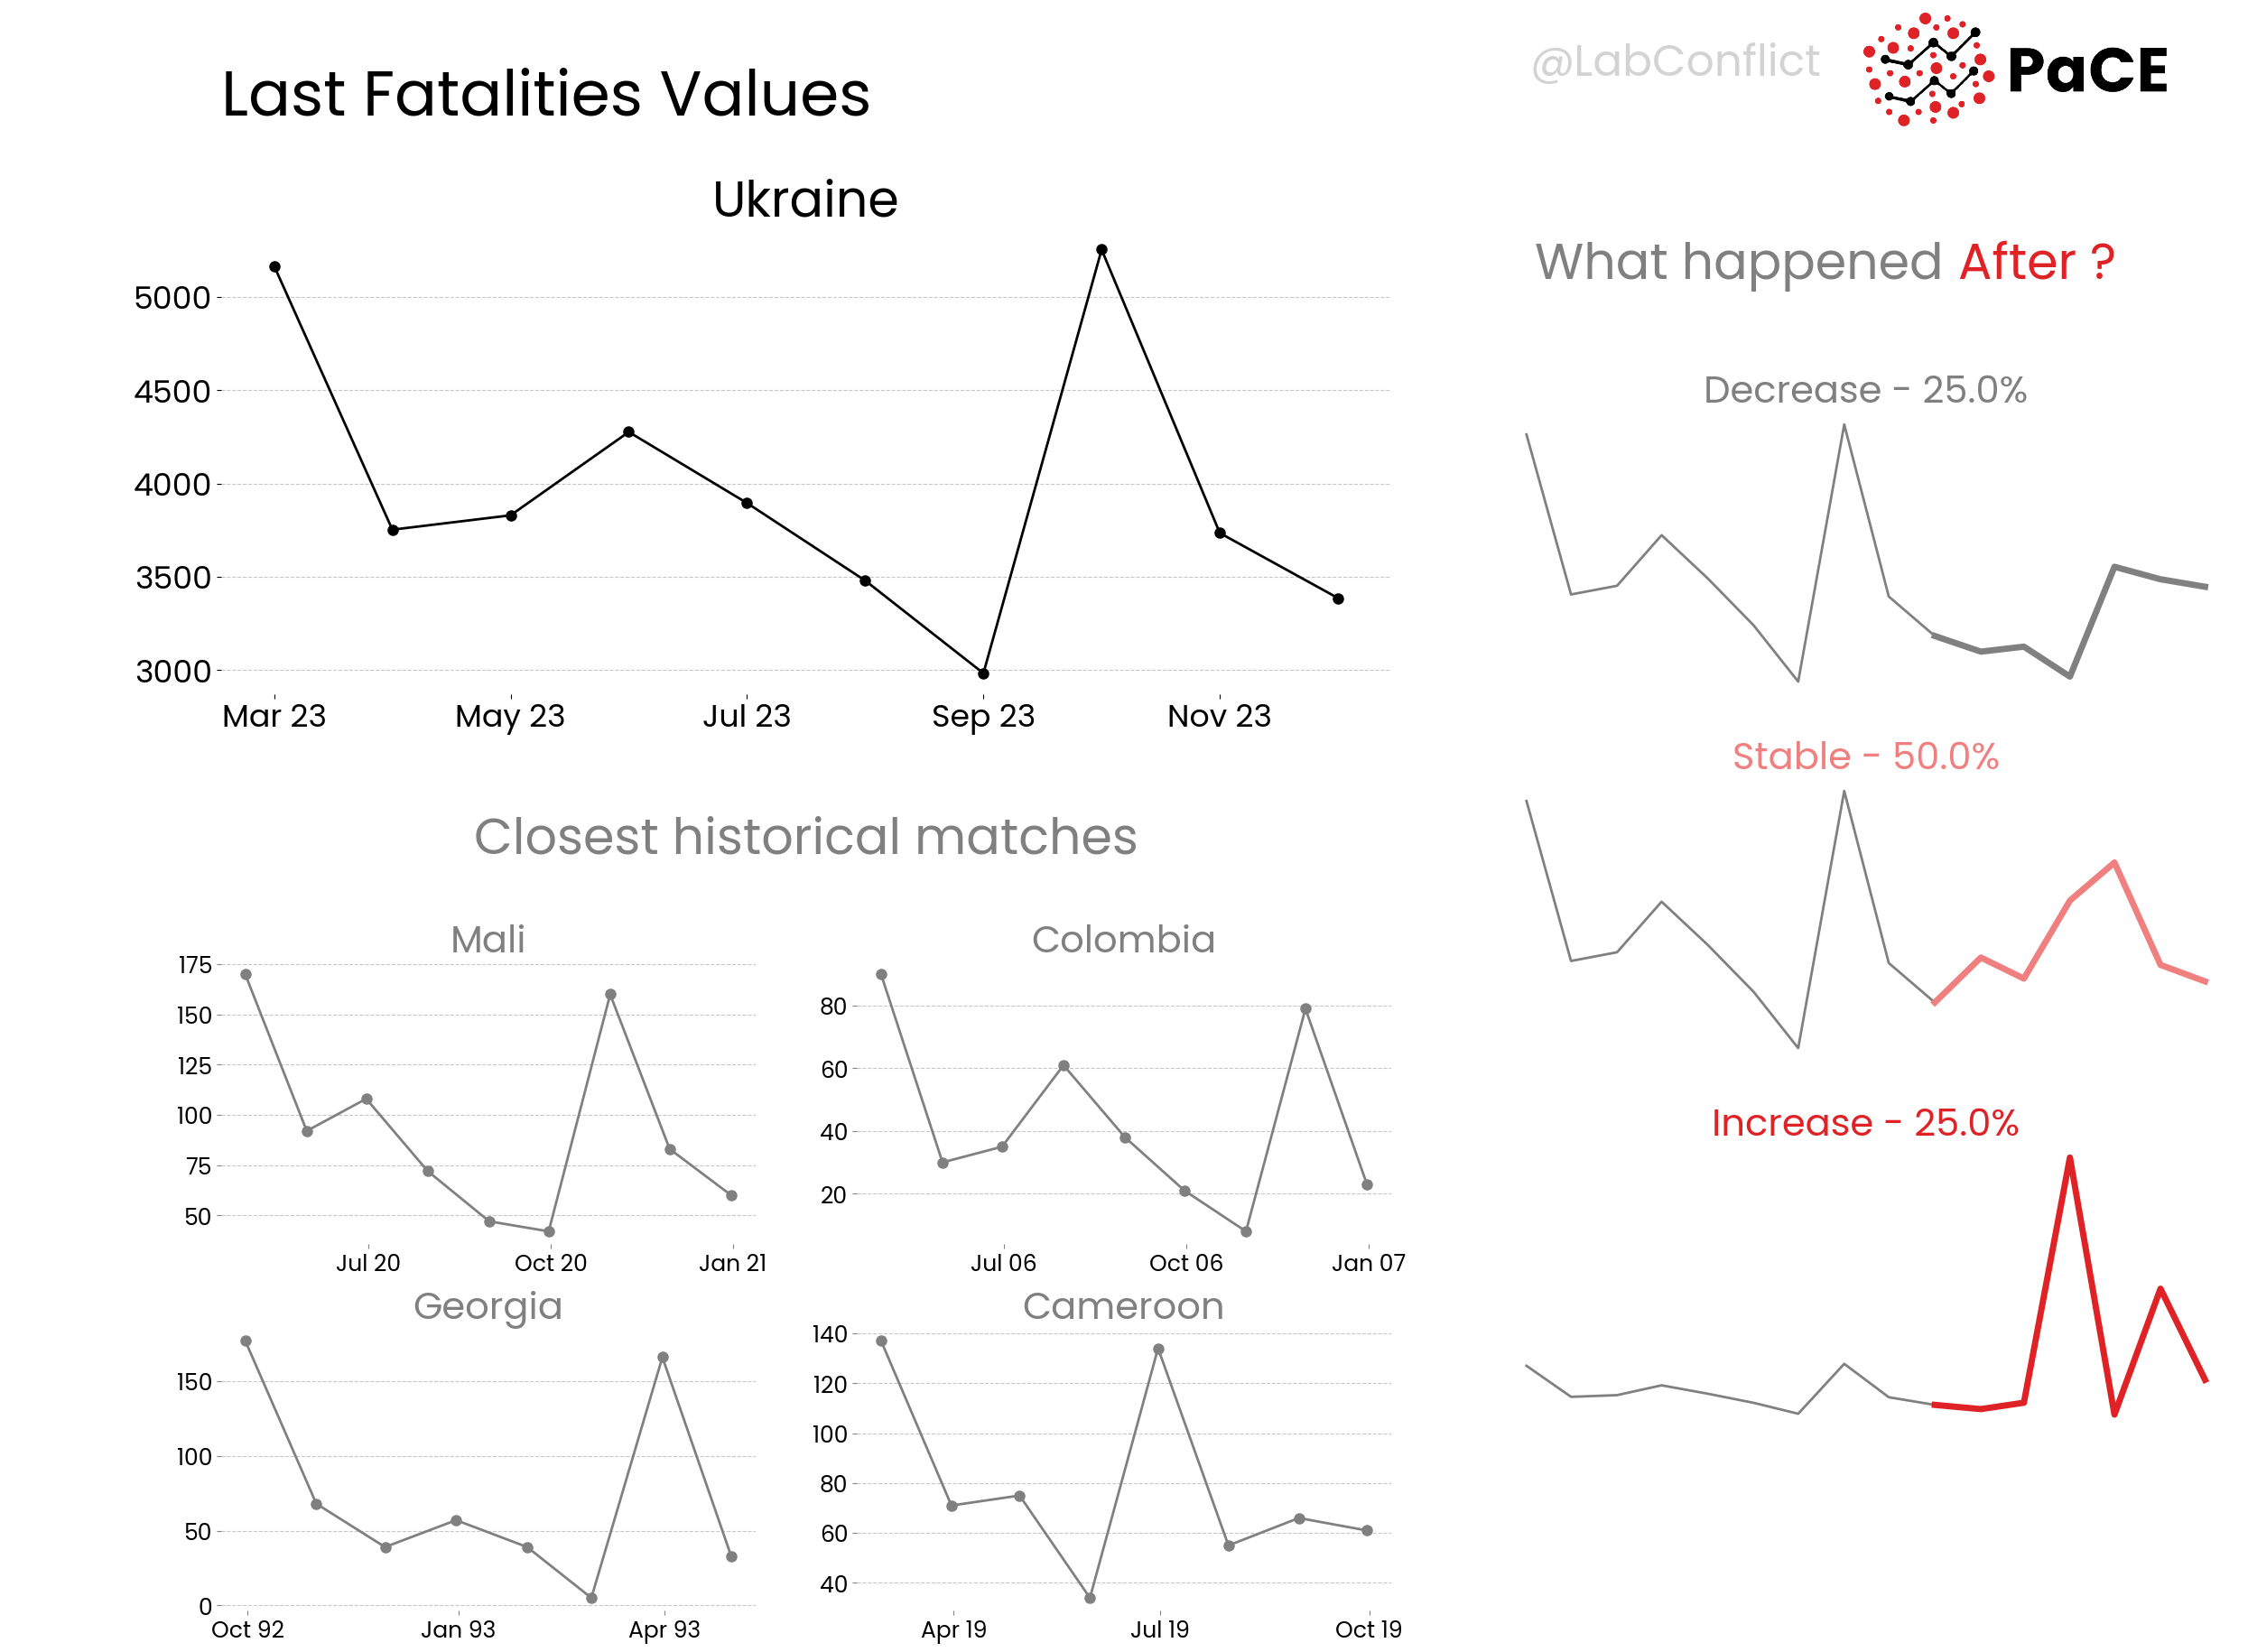 @LabConflict
PaCE
Last Fatalities Values
Ukraine
5000
4500
4000
3500
3000
Mar 23 May 23 Jul 23 Sep 23 Nov 23
Closest historical matches
Mali
175
150
125
100
75
50
Jul 20 Oct 20 Jan 21
Colombia
80
60
40
20
Jul 06 Oct 06 Jan 07
Georgia
150
100
50
0
Oct 92 Jan 93 Apr 93
Cameroon
140
120
100
80
60
40
Apr 19 Jul 19 Oct 19
What happened After ?
Decrease - 25.0%
Stable - 50.0%
Increase - 25.0%